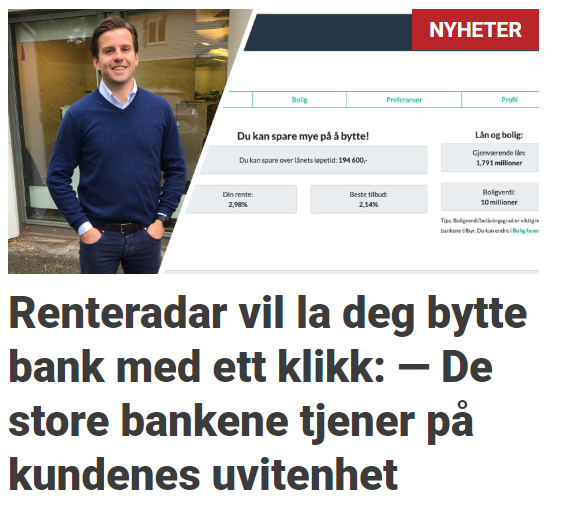 NYHETER
Bolig
Preferanser
Profil
Du kan spare mye på å bytte!
Lån og bolig:
Du kan spare over lånets løpetid: 194 600,-
Gjenværende lån:
1,791 millioner
Din rente:
2,98%
Beste tilbud:
2,14%
Boligverdi:
10 millioner
Tips: Boligverdi/belåningsgrad er viktig
bankene tilbyr. Du kan endre i Bolig
Renteradar vil la deg bytte
bank med ett klikk: — De
store bankene tjener på
kundenes uvitenhet